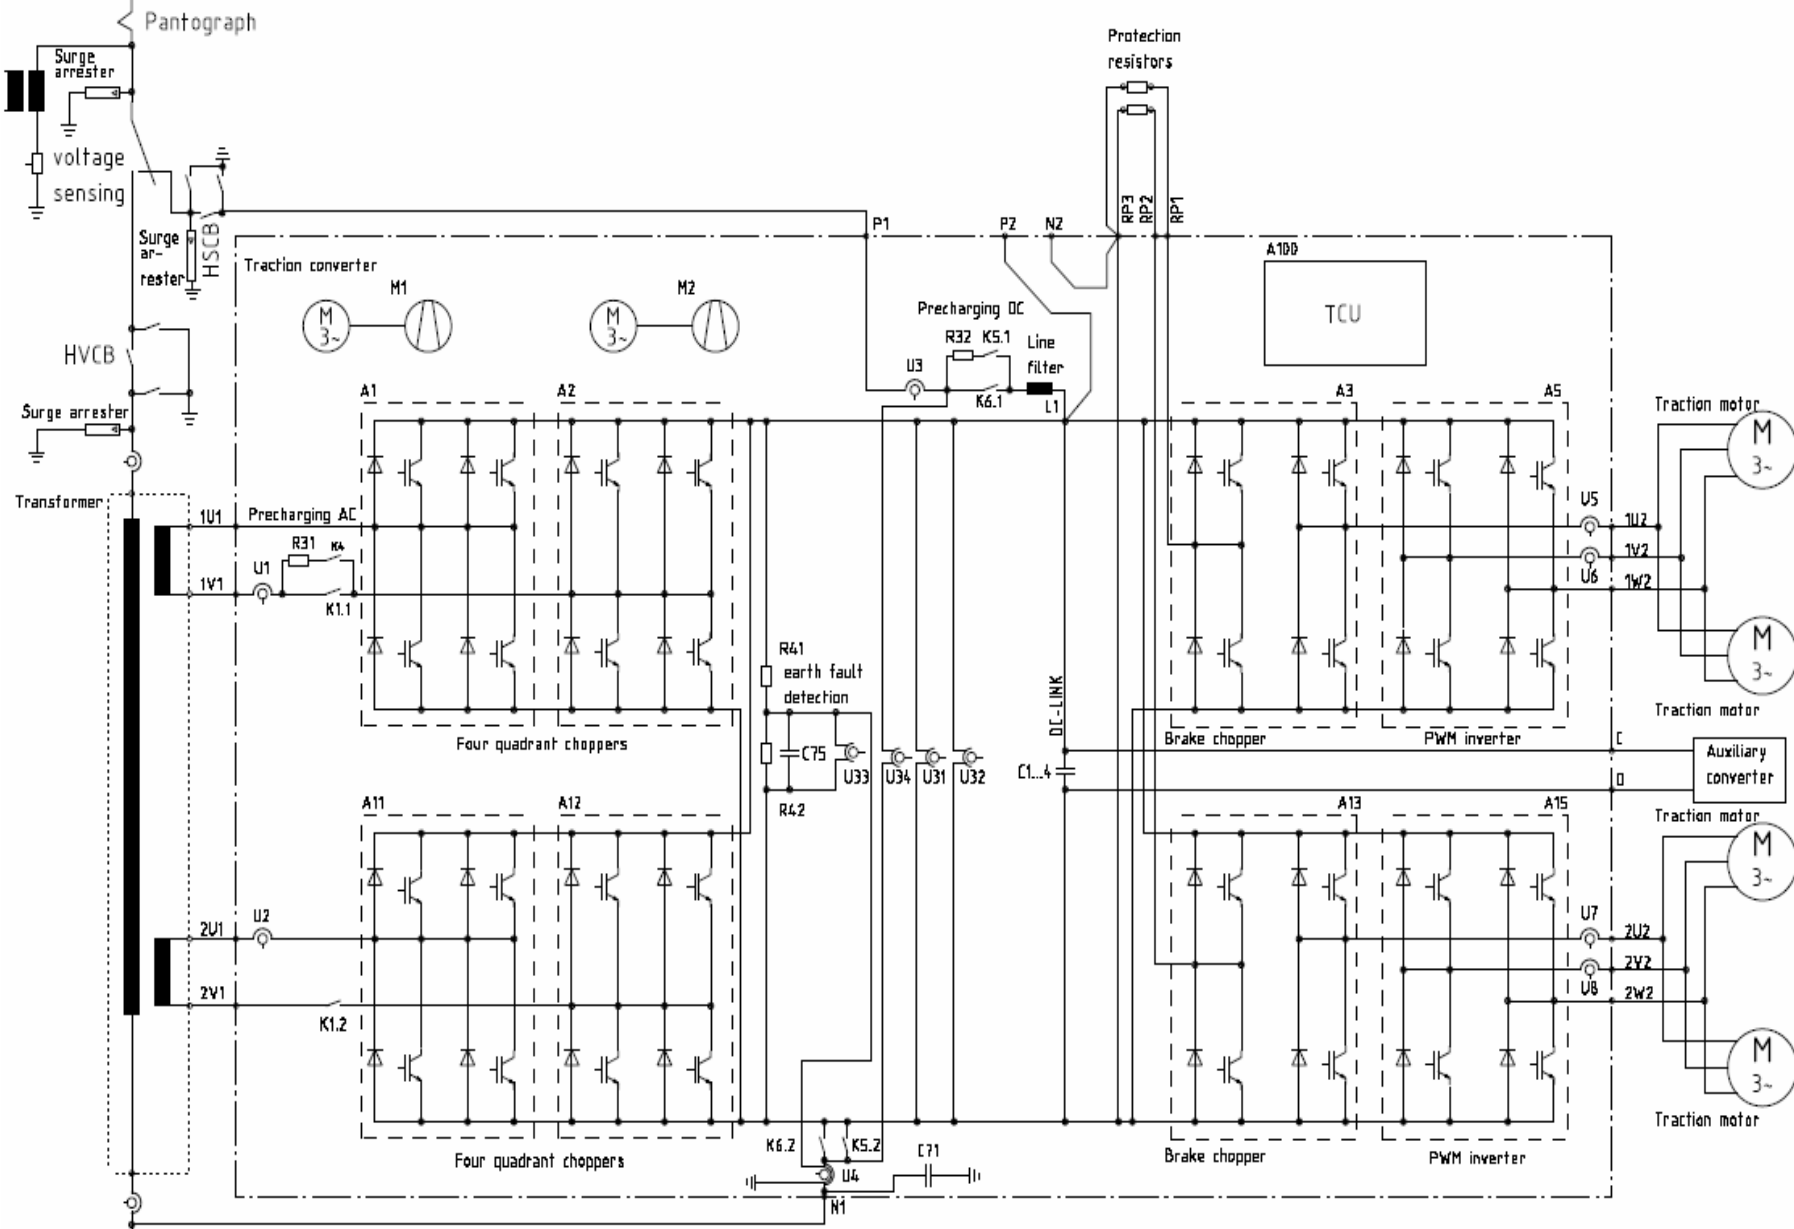 Pantograph
Surge
arrester
voltage
sensing
Surge
ar-
rester
HSCB
HVCB
Surge arrester
Transformer
Protection
resistors
RP3
RP2
RP1
P1
P2
N2
Traction converter
M
3~
M1
M
3~
M2
A100
TCU
Precharging DC
R32
K5.1
Line
filter
U3
K6.1
L1
A1
A2
A3
A5
Traction motor
M
3~
1U1
Precharging AC
R31
K4
U1
1V1
K1.1
U5
1U2
1V2
U6
1W2
M
3~
Traction motor
R41
earth fault
detection
C75
U33
U34
U31
U32
R42
DC-LINK
C1...4
Four quadrant choppers
Brake chopper
PWM inverter
C
D
Auxiliary
converter
A11
A12
A13
A15
Traction motor
M
3~
2U1
U2
2V1
K1.2
U7
2U2
2V2
U8
2W2
M
3~
Traction motor
K6.2
K5.2
C71
U4
N1
Four quadrant choppers
Brake chopper
PWM inverter